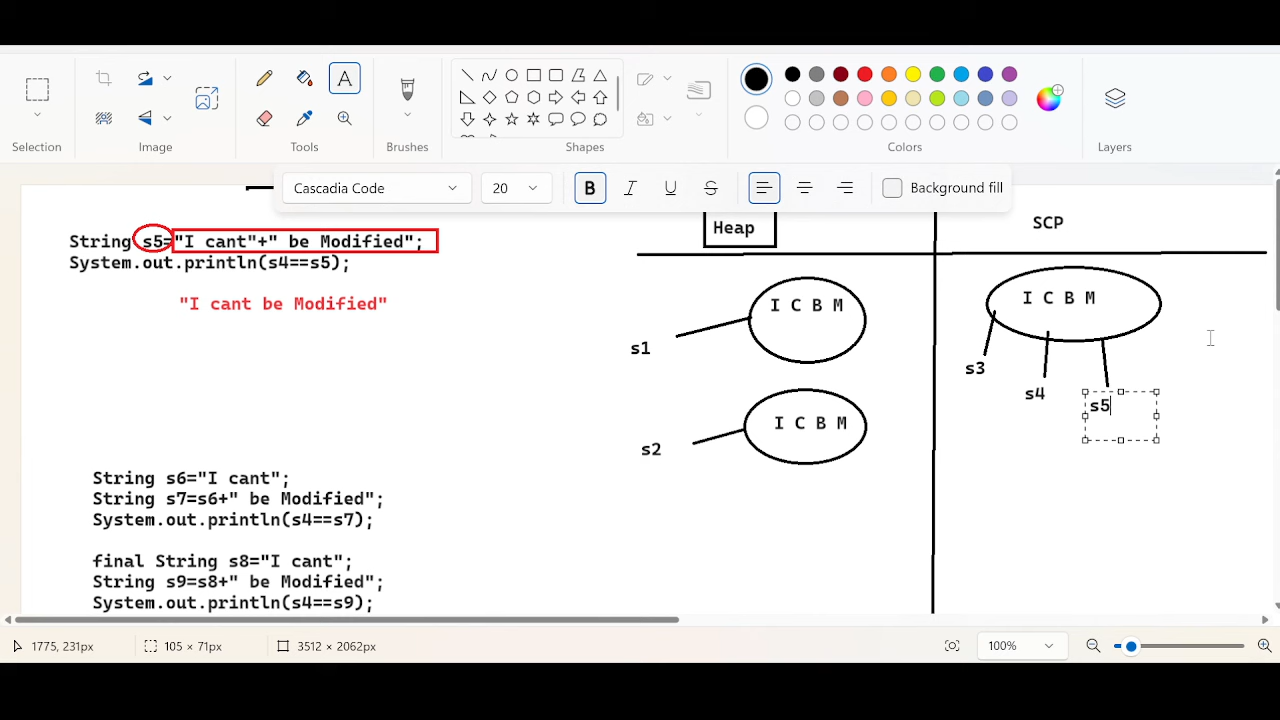 Selection
Image
Tools
Brushes
Shapes
Colors
Layers
A
Cascadia Code
20
B
I
U
S
Background fill
String s5="I cant"+" be Modified";
System.out.println(s4==s5);
"I cant be Modified"
String s6="I cant";
String s7=s6+" be Modified";
System.out.println(s4==s7);
final String s8="I cant";
String s9=s8+" be Modified";
System.out.println(s4==s9);
Heap
SCP
I C B M
s1
I C B M
s2
I C B M
s3
s4
s5
1775, 231px
105 × 71px
3512 × 2062px
100%